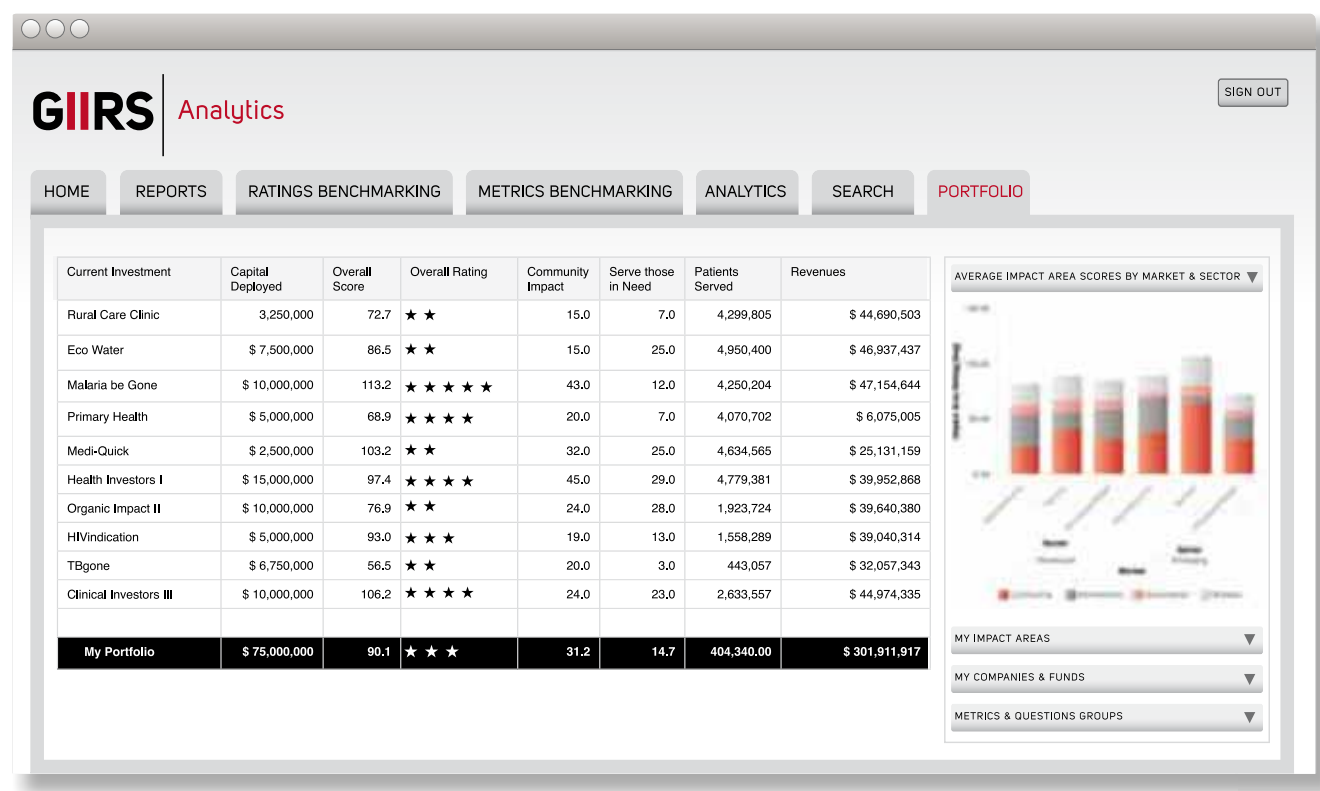 GIIRS Analytics
SIGN OUT
HOME REPORTS RATINGS BENCHMARKING METRICS BENCHMARKING ANALYTICS SEARCH PORTFOLIO
Current Investment Capital Deployed Overall Score Overall Rating Community Impact Serve those in Need Patients Served Revenues
Rural Care Clinic 3,250,000 72.7 ★ ★ 15.0 7.0 4,299,805 $ 44,690,503
Eco Water $ 7,500,000 86.5 ★ ★ 15.0 25.0 4,950,400 $ 46,937,437
Malaria be Gone $ 10,000,000 113.2 ★ ★ ★ ★ ★ 43.0 12.0 4,250,204 $ 47,154,644
Primary Health $ 5,000,000 68.9 ★ ★ ★ ★ 20.0 7.0 4,070,702 $ 6,075,005
Medi-Quick $ 2,500,000 103.2 ★ ★ 32.0 25.0 4,634,565 $ 25,131,159
Health Investors I $ 15,000,000 97.4 ★ ★ ★ ★ 45.0 29.0 4,779,381 $ 39,952,868
Organic Impact II $ 10,000,000 76.9 ★ ★ 24.0 28.0 1,923,724 $ 39,640,380
HIVindication $ 5,000,000 93.0 ★ ★ ★ 19.0 13.0 1,558,289 $ 39,040,314
TBgone $ 6,750,000 56.5 ★ ★ 20.0 3.0 443,057 $ 32,057,343
Clinical Investors III $ 10,000,000 106.2 ★ ★ ★ ★ 24.0 23.0 2,633,557 $ 44,974,335
My Portfolio $ 75,000,000 90.1 ★ ★ ★ 31.2 14.7 404,340.00 $ 301,911,917
AVERAGE IMPACT AREA SCORES BY MARKET & SECTOR
MY IMPACT AREAS
MY COMPANIES & FUNDS
METRICS & QUESTIONS GROUPS